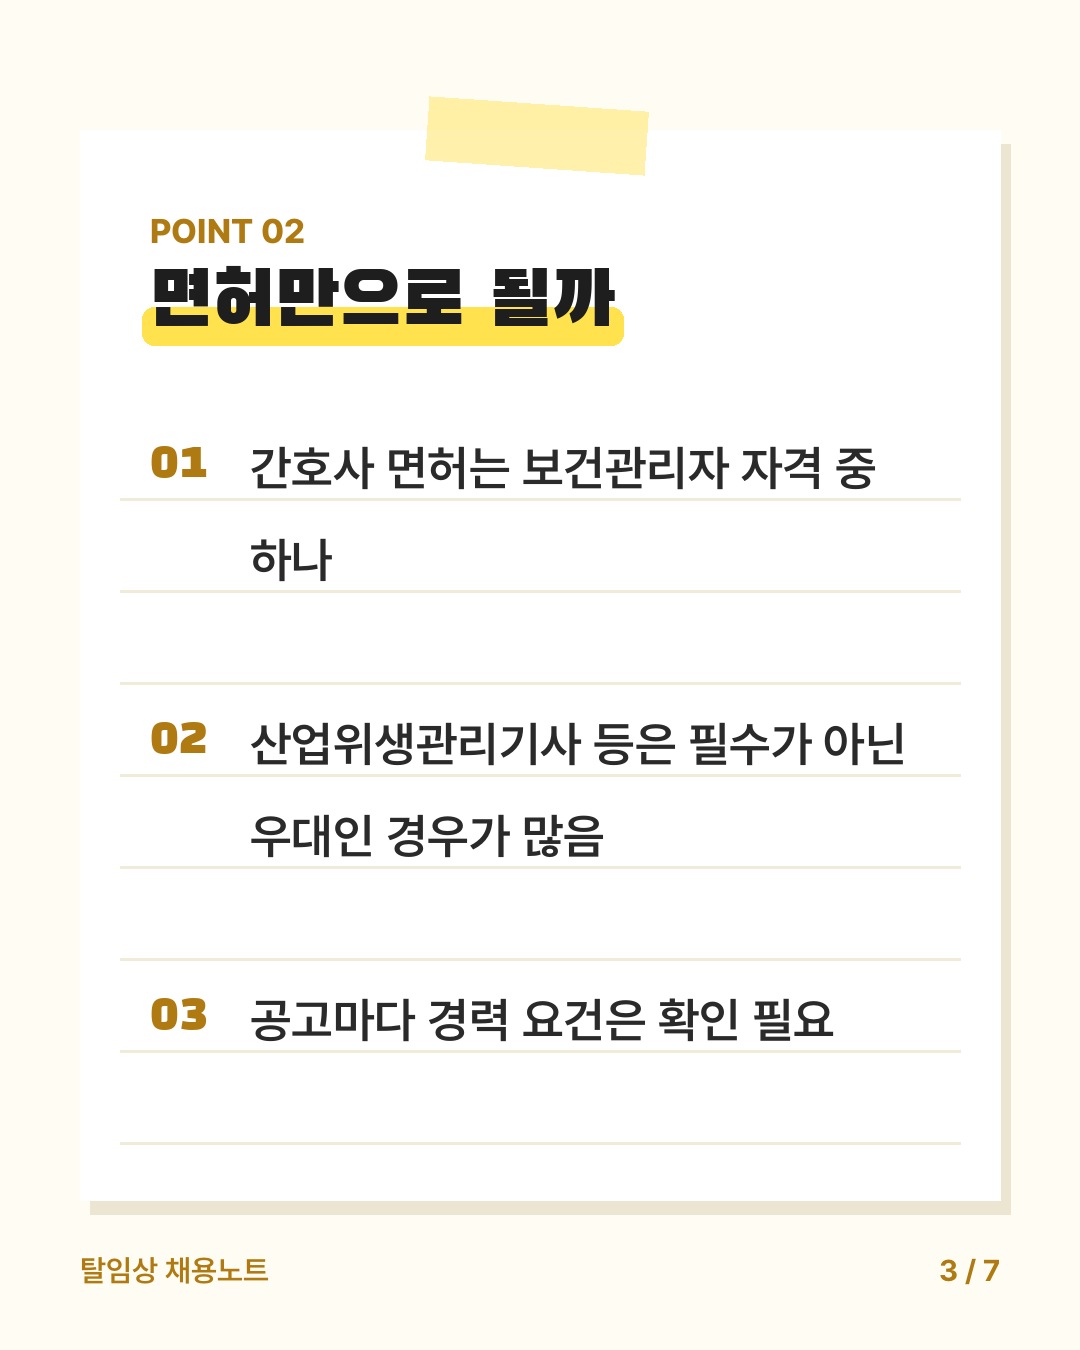 POINT 02
면허만으로 될까
01 간호사 면허는 보건관리자 자격 중
하나
02 산업위생관리기사 등은 필수가 아닌
우대인 경우가 많음
03 공고마다 경력 요건은 확인 필요
탈임상 채용노트
3 / 7